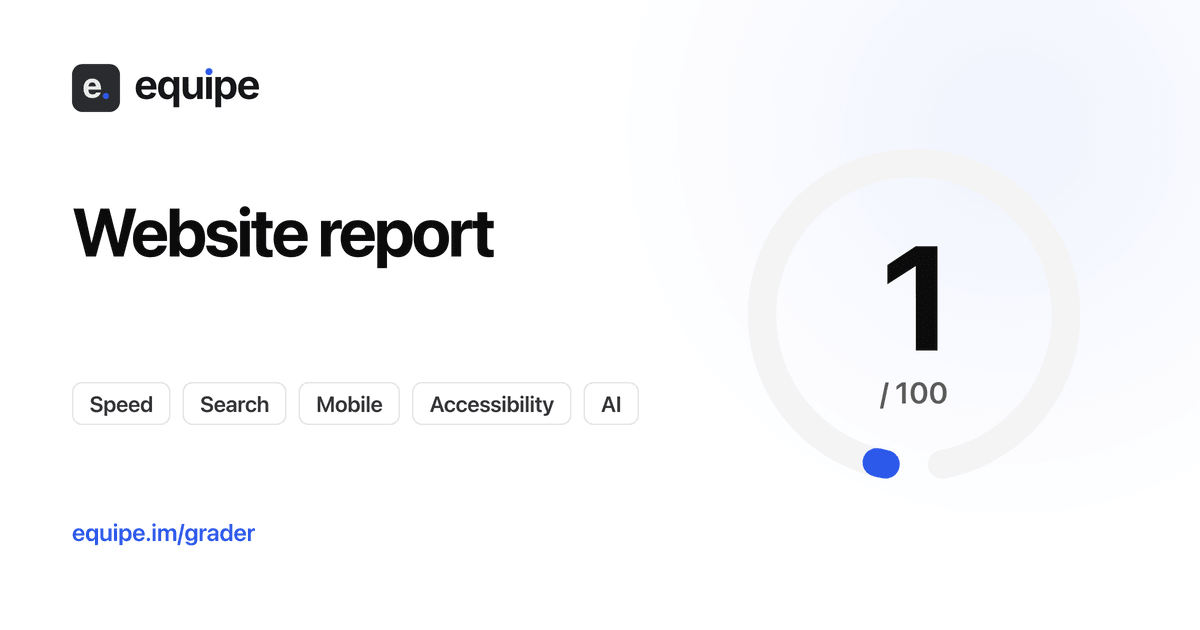 e.
equipe
Website report
1
/ 100
Speed
Search
Mobile
Accessibility
AI
equipe.im/grader